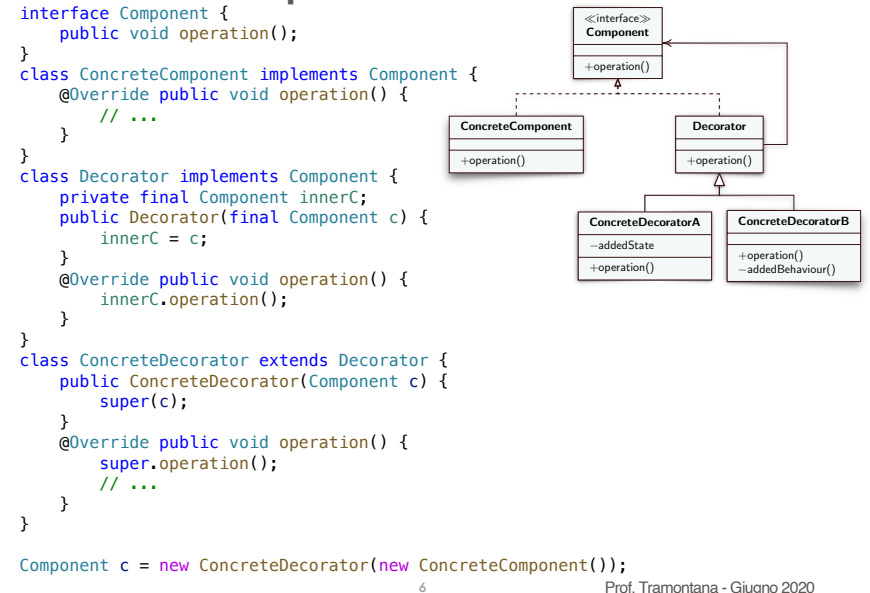 interface Component {
    public void operation();
}
class ConcreteComponent implements Component {
    @Override public void operation() {
        // ...
    }
}
class Decorator implements Component {
    private final Component innerC;
    public Decorator(final Component c) {
        innerC = c;
    }
    @Override public void operation() {
        innerC.operation();
    }
}
class ConcreteDecorator extends Decorator {
    public ConcreteDecorator(Component c) {
        super(c);
    }
    @Override public void operation() {
        super.operation();
        // ...
    }
}
Component c = new ConcreteDecorator(new ConcreteComponent());
≪interface≫
Component
+operation()
ConcreteComponent
+operation()
Decorator
+operation()
ConcreteDecoratorA
−addedState
+operation()
ConcreteDecoratorB
+operation()
−addedBehaviour()
6
Prof. Tramontana - Giugno 2020